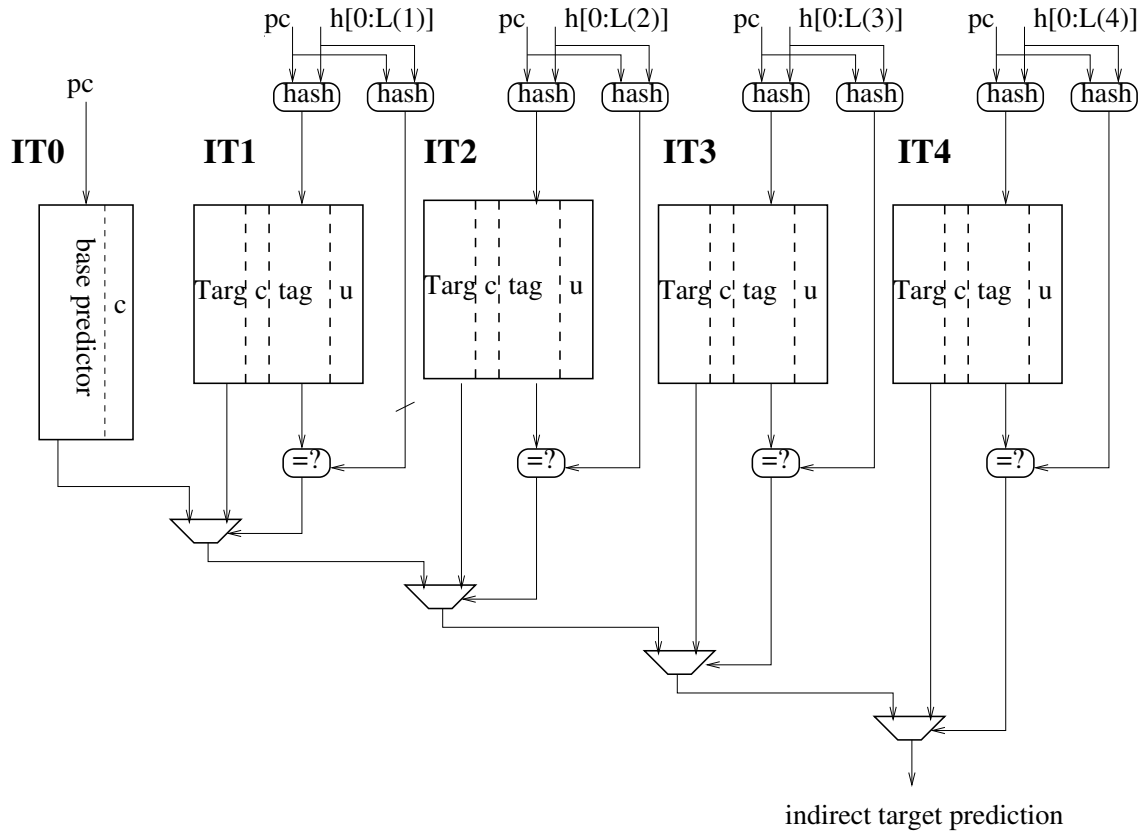 pc h[0:L(1)] pc h[0:L(2)] pc h[0:L(3)] pc h[0:L(4)]
hash hash hash hash hash hash hash hash
pc
IT0 IT1 IT2 IT3 IT4
base predictor
c
Targ c tag u
Targ c tag u
Targ c tag u
Targ c tag u
=? =? =? =?
indirect target prediction